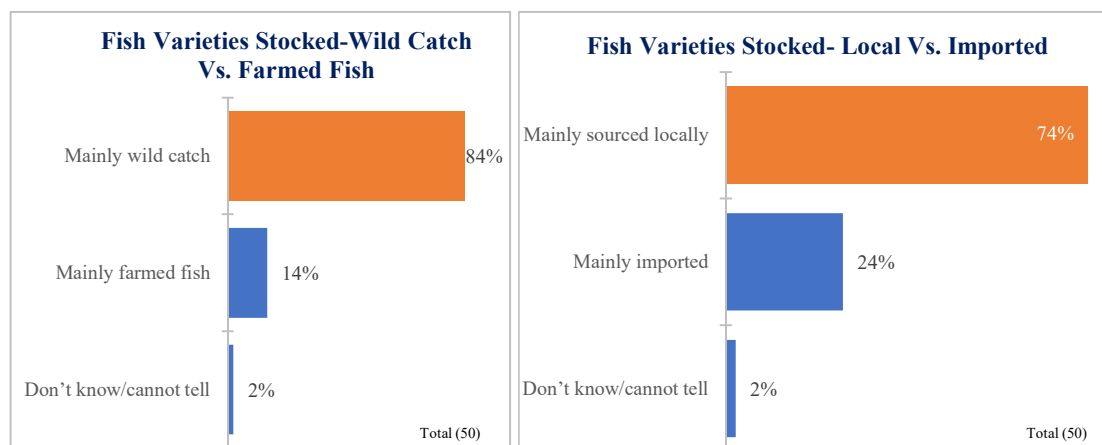 Fish Varieties Stocked-Wild Catch
Vs. Farmed Fish
Mainly wild catch
84%
Mainly farmed fish
14%
Don’t know/cannot tell
2%
Total (50)
Fish Varieties Stocked- Local Vs. Imported
Mainly sourced locally
74%
Mainly imported
24%
Don’t know/cannot tell
2%
Total (50)